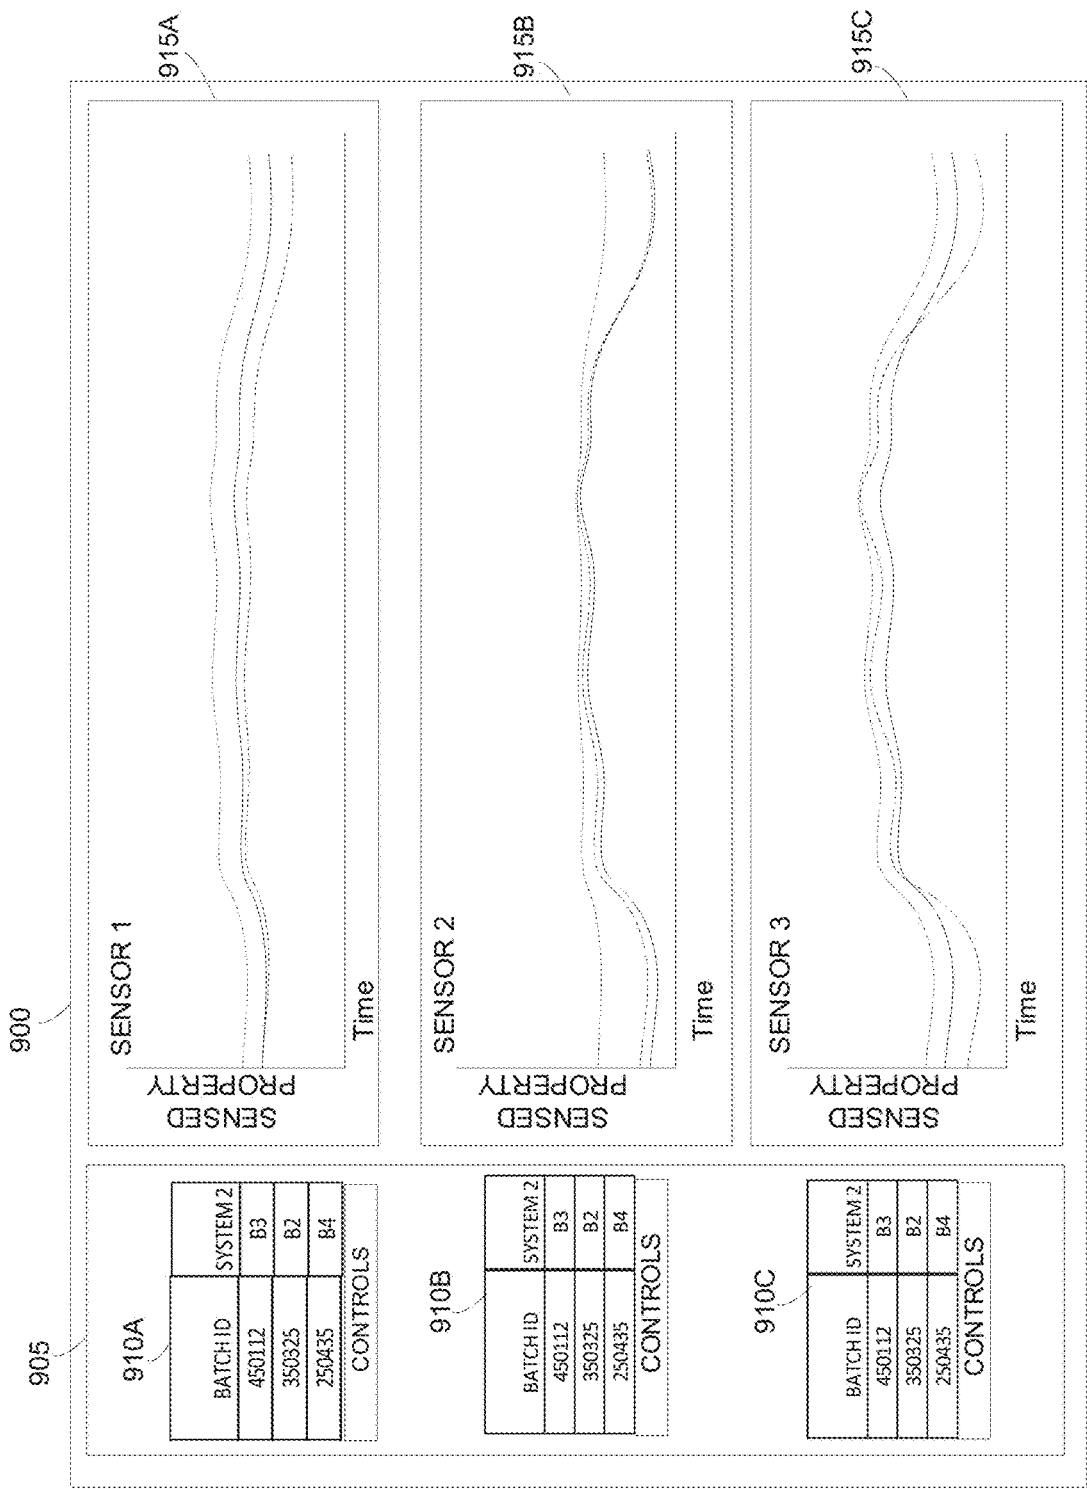 900
905
910A
BATCH ID SYSTEM 2
450112 B3
350325 B2
250435 B4
CONTROLS
SENSED
PROPERTY
SENSOR 1
Time
915A
910B
BATCH ID SYSTEM 2
450112 B3
350325 B2
250435 B4
CONTROLS
SENSED
PROPERTY
SENSOR 2
Time
915B
910C
BATCH ID SYSTEM 2
450112 B3
350325 B2
250435 B4
CONTROLS
SENSED
PROPERTY
SENSOR 3
Time
915C